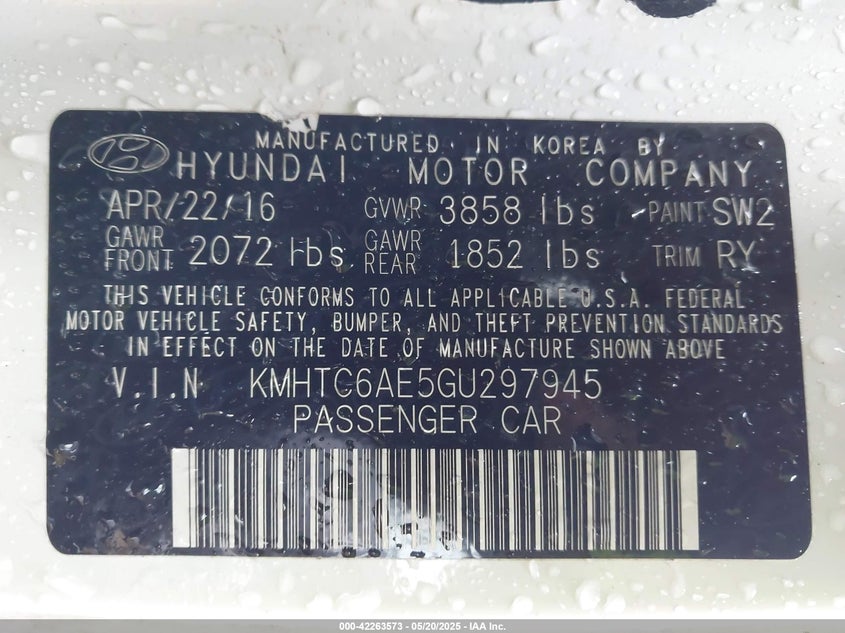 MANUFACTURED IN KOREA BY
HYUNDAI MOTOR COMPANY
APR/22/16 GVWR 3858 lbs PAINT SW2
GAWR FRONT 2072 lbs GAWR REAR 1852 lbs TRIM RY
THIS VEHICLE CONFORMS TO ALL APPLICABLE U.S.A. FEDERAL
MOTOR VEHICLE SAFETY, BUMPER, AND THEFT PREVENTION STANDARDS
IN EFFECT ON THE DATE OF MANUFACTURE SHOWN ABOVE
V.I.N KMHTC6AE5GU297945
PASSENGER CAR
000-42263573 - 05/20/2025 - IAA Inc.